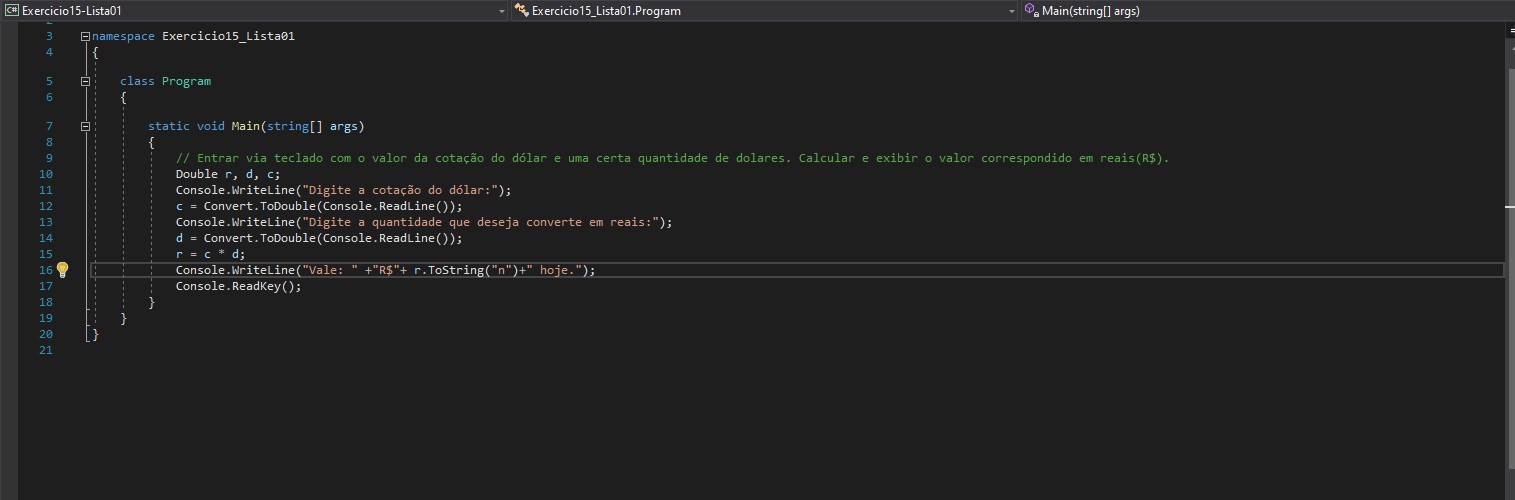 C# Exercicio15-Lista01 Exercicio15_Lista01.Program Main(string[] args)
2
3 namespace Exercicio15_Lista01
4 {
5 class Program
6 {
7 static void Main(string[] args)
8 {
9 // Entrar via teclado com o valor da cotação do dólar e uma certa quantidade de dolares. Calcular e exibir o valor correspondido em reais(R$).
10 Double r, d, c;
11 Console.WriteLine("Digite a cotação do dólar:");
12 c = Convert.ToDouble(Console.ReadLine());
13 Console.WriteLine("Digite a quantidade que deseja converte em reais:");
14 d = Convert.ToDouble(Console.ReadLine());
15 r = c * d;
16 Console.WriteLine("Vale: " +"R$"+ r.ToString("n")+" hoje.");
17 Console.ReadKey();
18 }
19 }
20 }
21